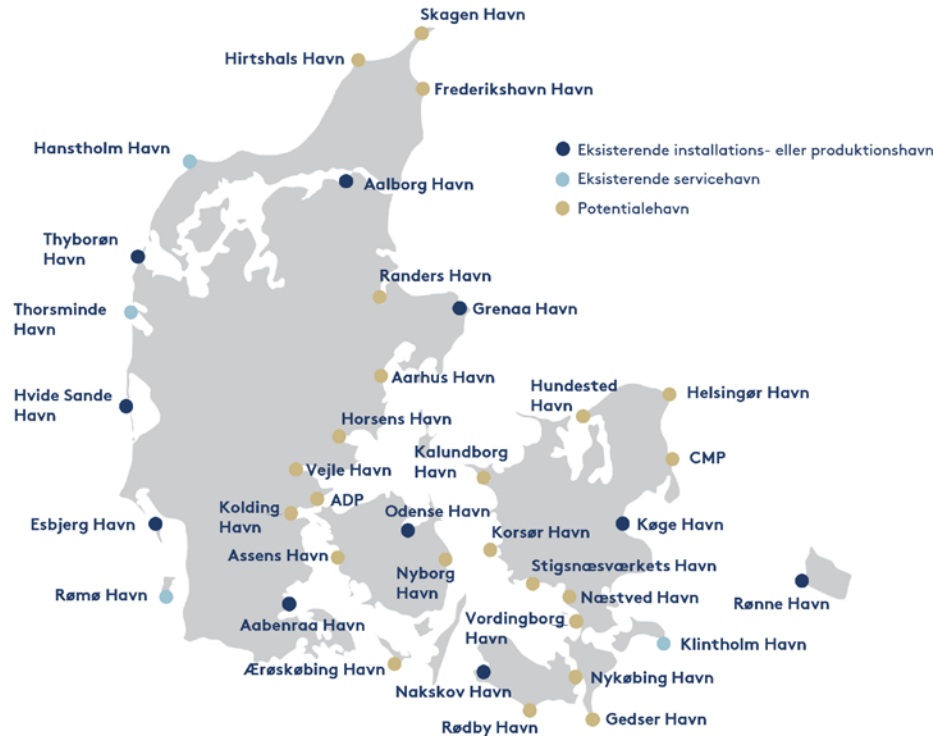 Skagen Havn
Hirtshals Havn
Frederikshavn Havn
Hanstholm Havn
Eksisterende installations- eller produktionshavn
Aalborg Havn
Eksisterende servicehavn
Potentialehavn
Thyborøn
Havn
Randers Havn
Thorsminde
Havn
Grenaa Havn
Aarhus Havn
Hundested
Havn
Helsingør Havn
Hvide Sande
Havn
Horsens Havn
Kalundborg
Havn
CMP
Vejle Havn
ADP
Kolding
Havn
Odense Havn
Esbjerg Havn
Køge Havn
Korsør Havn
Assens Havn
Nyborg
Havn
Stigsnæsværkets Havn
Rømø Havn
Næstved Havn
Rønne Havn
Aabenraa Havn
Vordingborg
Havn
Klintholm Havn
Ærøskøbing Havn
Nakskov Havn
Nykøbing Havn
Rødby Havn
Gedser Havn